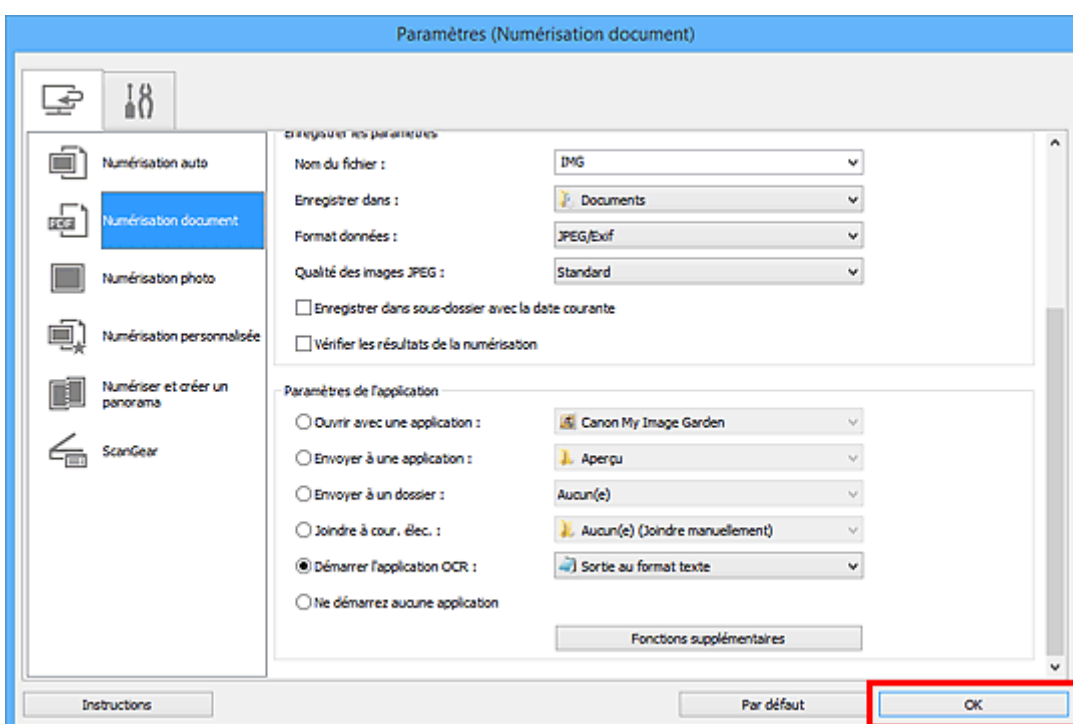 Paramètres (Numérisation document)
Numérisation auto
Numérisation document
Numérisation photo
Numérisation personnalisée
Numériser et créer un
panorama
ScanGear
Enregistrer les paramètres
Nom du fichier : IMG
Enregistrer dans : Documents
Format données : JPEG/Exif
Qualité des images JPEG : Standard
Enregistrer dans sous-dossier avec la date courante
Vérifier les résultats de la numérisation
Paramètres de l'application
Ouvrir avec une application : Canon My Image Garden
Envoyer à une application : Aperçu
Envoyer à un dossier : Aucun(e)
Joindre à cour. élec. : Aucun(e) (Joindre manuellement)
Démarrer l'application OCR : Sortie au format texte
Ne démarrez aucune application
Fonctions supplémentaires
Instructions
Par défaut
OK